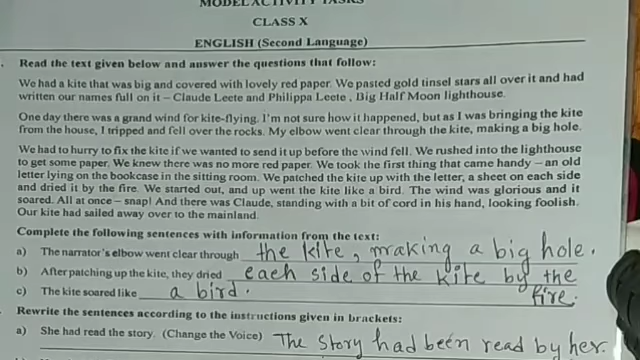 MODEL ACTIVITY TASKS
CLASS X
ENGLISH (Second Language)
Read the text given below and answer the questions that follow:
We had a kite that was big and covered with lovely red paper. We pasted gold tinsel stars all over it and had
written our names full on it – Claude Leete and Philippa Leete , Big Half Moon lighthouse.
One day there was a grand wind for kite-flying. I'm not sure how it happened, but as I was bringing the kite
from the house, I tripped and fell over the rocks. My elbow went clear through the kite, making a big hole.
We had to hurry to fix the kite if we wanted to send it up before the wind fell. We rushed into the lighthouse
to get some paper. We knew there was no more red paper. We took the first thing that came handy – an old
letter lying on the bookcase in the sitting room. We patched the kite up with the letter, a sheet on each side
and dried it by the fire. We started out, and up went the kite like a bird. The wind was glorious and it
soared. All at once – snap! And there was Claude, standing with a bit of cord in his hand, looking foolish.
Our kite had sailed away over to the mainland.
Complete the following sentences with information from the text:
a) The narrator's elbow went clear through the kite, making a big hole.
b) After patching up the kite, they dried each side of the kite by the
fire.
c) The kite soared like a bird.
Rewrite the sentences according to the instructions given in brackets:
a) She had read the story. (Change the Voice) The story had been read by her.